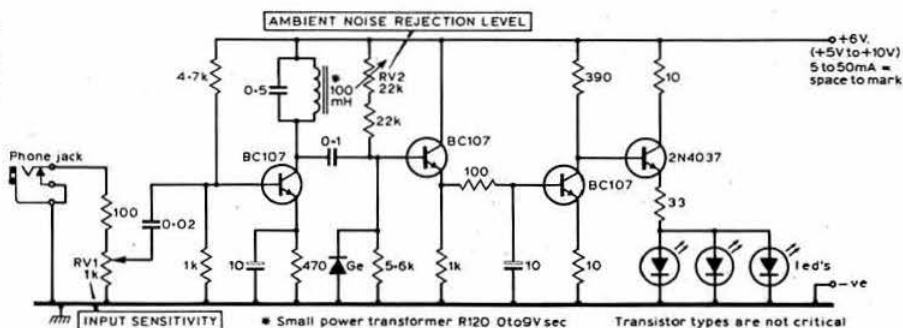 AMBIENT NOISE REJECTION LEVEL
+6V.
(+5V to +10V)
5 to 50mA =
space to mark
4·7k
0·5
*
100
mH
RV2
22k
22k
390
10
Phone jack
BC107
0·1
BC107
2N4037
BC107
100
100
0·02
33
RV1
1k
1k
10
470
Ge
5·6k
1k
10
10
led's
-ve
INPUT SENSITIVITY
* Small power transformer R120 0to9V sec
Transistor types are not critical